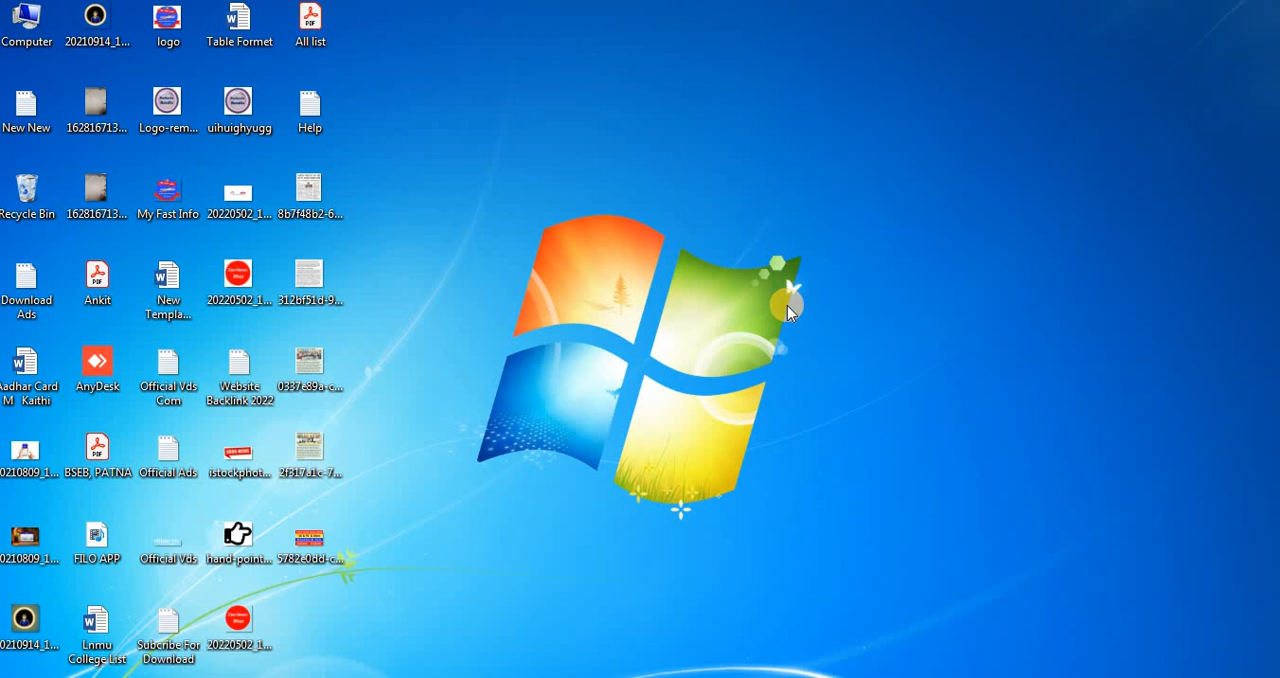 Computer
20210914_1...
logo
Table Formet
All list
New New
162816713...
Logo-rem...
uihuighyugg
Help
Recycle Bin
162816713...
My Fast Info
20220502_1...
8b7f48b2-6...
Download
Ads
Ankit
New
Templa...
20220502_1...
312bf51d-9...
Aadhar Card
M_Kaithi
AnyDesk
Official Vds
Com
Website
Backlink 2022
0337e89a-c...
0210809_1...
BSEB, PATNA
Official Ads
istockphot...
2f317a1c-7...
0210809_1...
FILO APP
Official Vds
hand-point...
5782e0dd-c...
0210914_1...
Lnmu
College List
Subcribe For
Download
20220502_1...